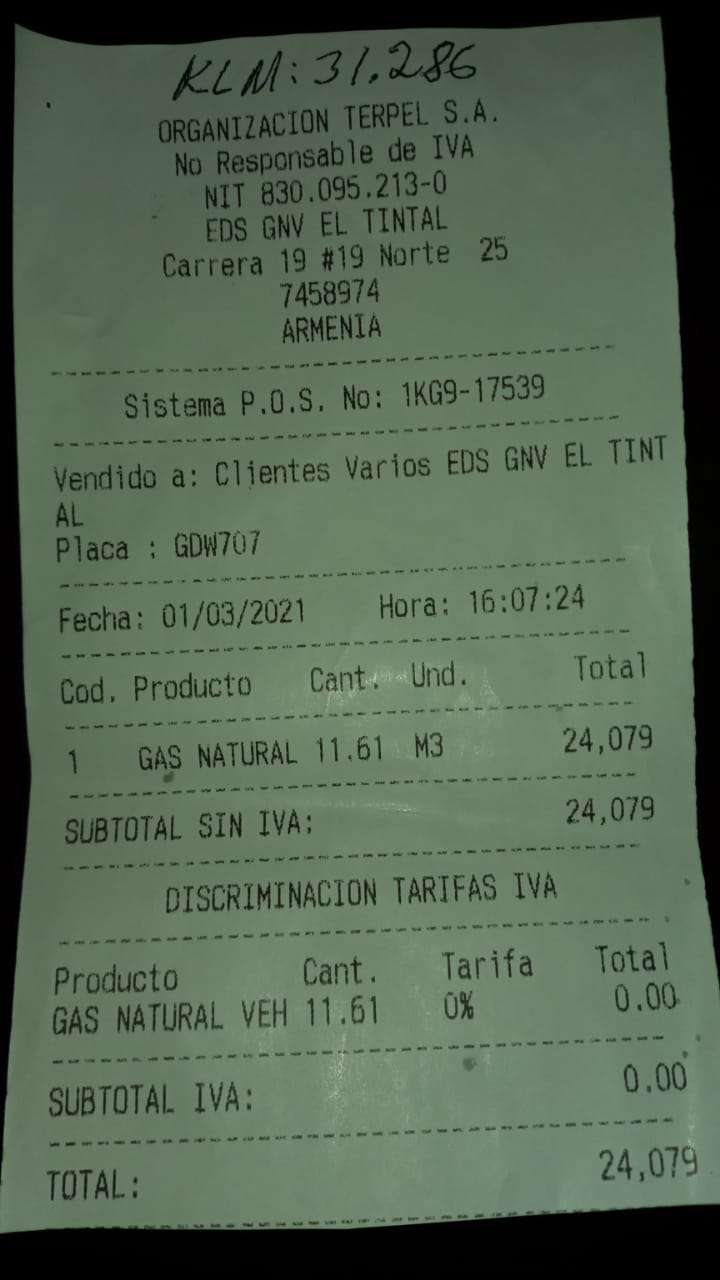 KLM: 31.286
ORGANIZACION TERPEL S.A.
No Responsable de IVA
NIT 830.095.213-0
EDS GNV EL TINTAL
Carrera 19 #19 Norte 25
7458974
ARMENIA
Sistema P.O.S. No: 1KG9-17539
Vendido a: Clientes Varios EDS GNV EL TINT
AL
Placa : GDW707
Fecha: 01/03/2021 Hora: 16:07:24
Cod. Producto Cant. Und. Total
1 GAS NATURAL 11.61 M3 24,079
SUBTOTAL SIN IVA: 24,079
DISCRIMINACION TARIFAS IVA
Producto Cant. Tarifa Total
GAS NATURAL VEH 11.61 0% 0.00
SUBTOTAL IVA: 0.00
TOTAL: 24,079